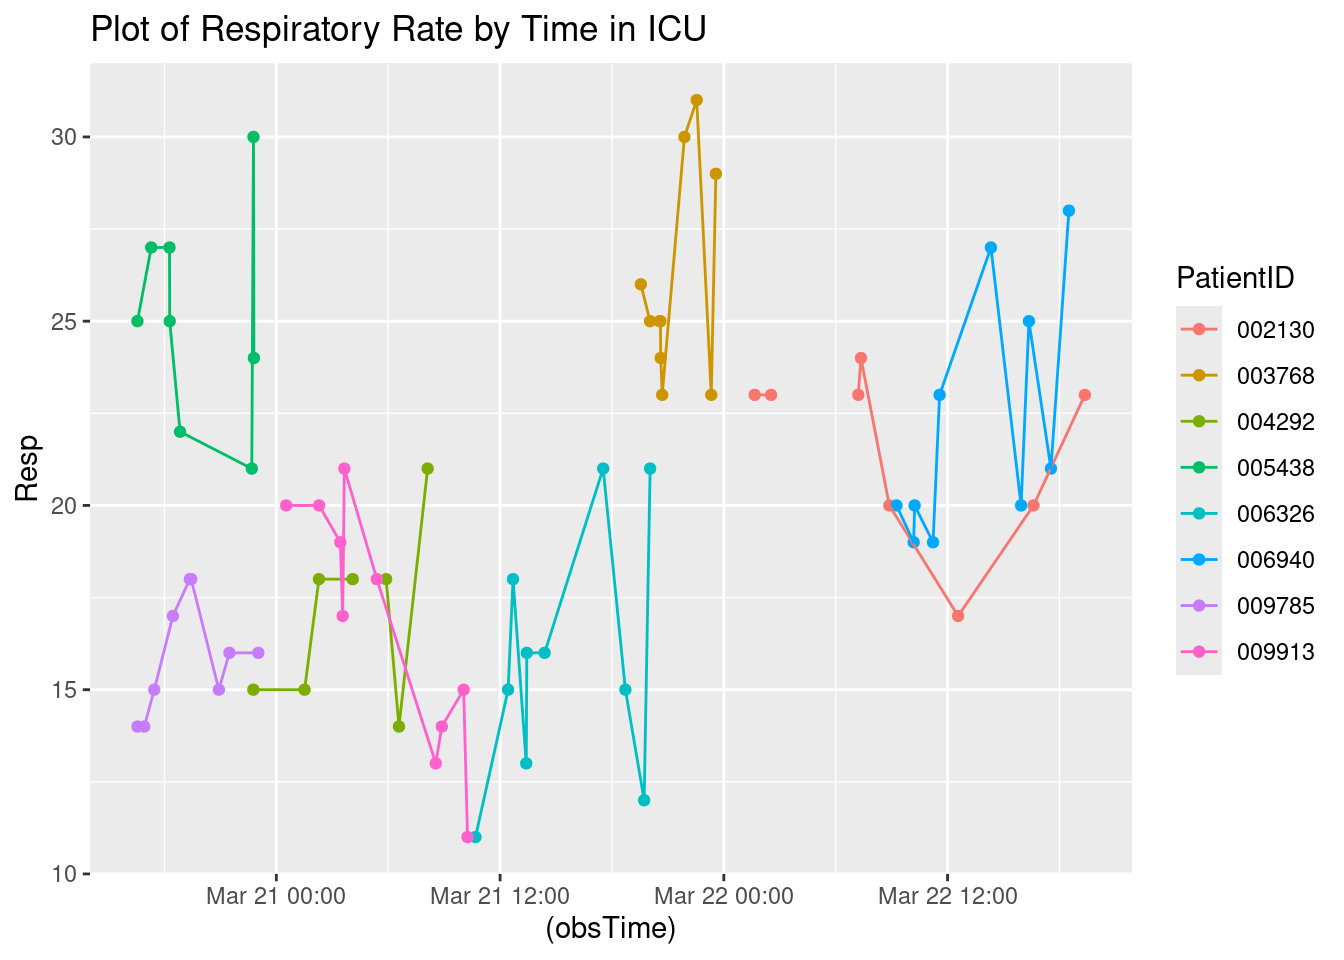 Plot of Respiratory Rate by Time in ICU
30
25
20
15
10
Resp
Mar 21 00:00
Mar 21 12:00
Mar 22 00:00
Mar 22 12:00
(obsTime)
PatientID
002130
003768
004292
005438
006326
006940
009785
009913